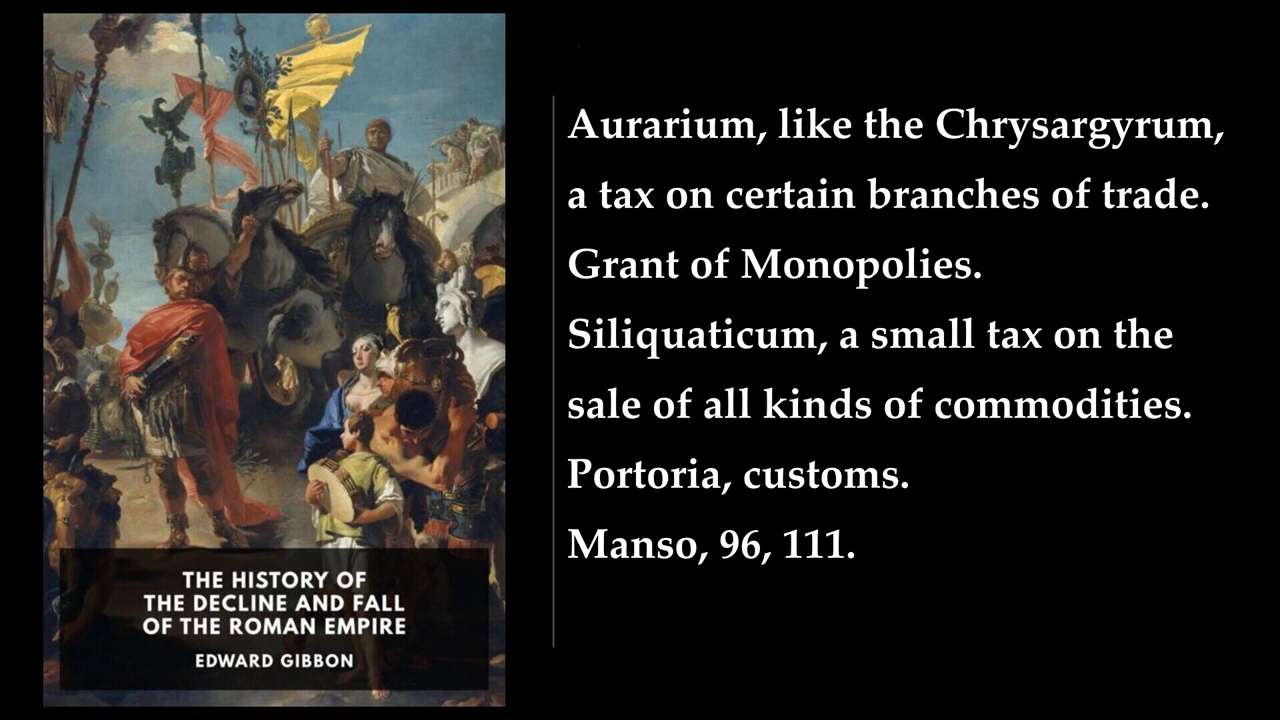 Aurarium, like the Chrysargyrum,
a tax on certain branches of trade.
Grant of Monopolies.
Siliquaticum, a small tax on the
sale of all kinds of commodities.
Portoria, customs.
Manso, 96, 111.
THE HISTORY OF
THE DECLINE AND FALL
OF THE ROMAN EMPIRE
EDWARD GIBBON